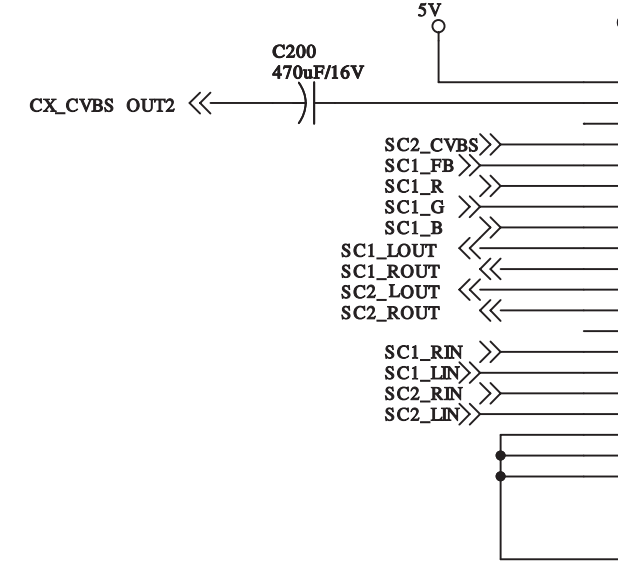 5V
C200
470uF/16V
CX_CVBS OUT2
SC2_CVBS
SC1_FB
SC1_R
SC1_G
SC1_B
SC1_LOUT
SC1_ROUT
SC2_LOUT
SC2_ROUT
SC1_RIN
SC1_LIN
SC2_RIN
SC2_LIN